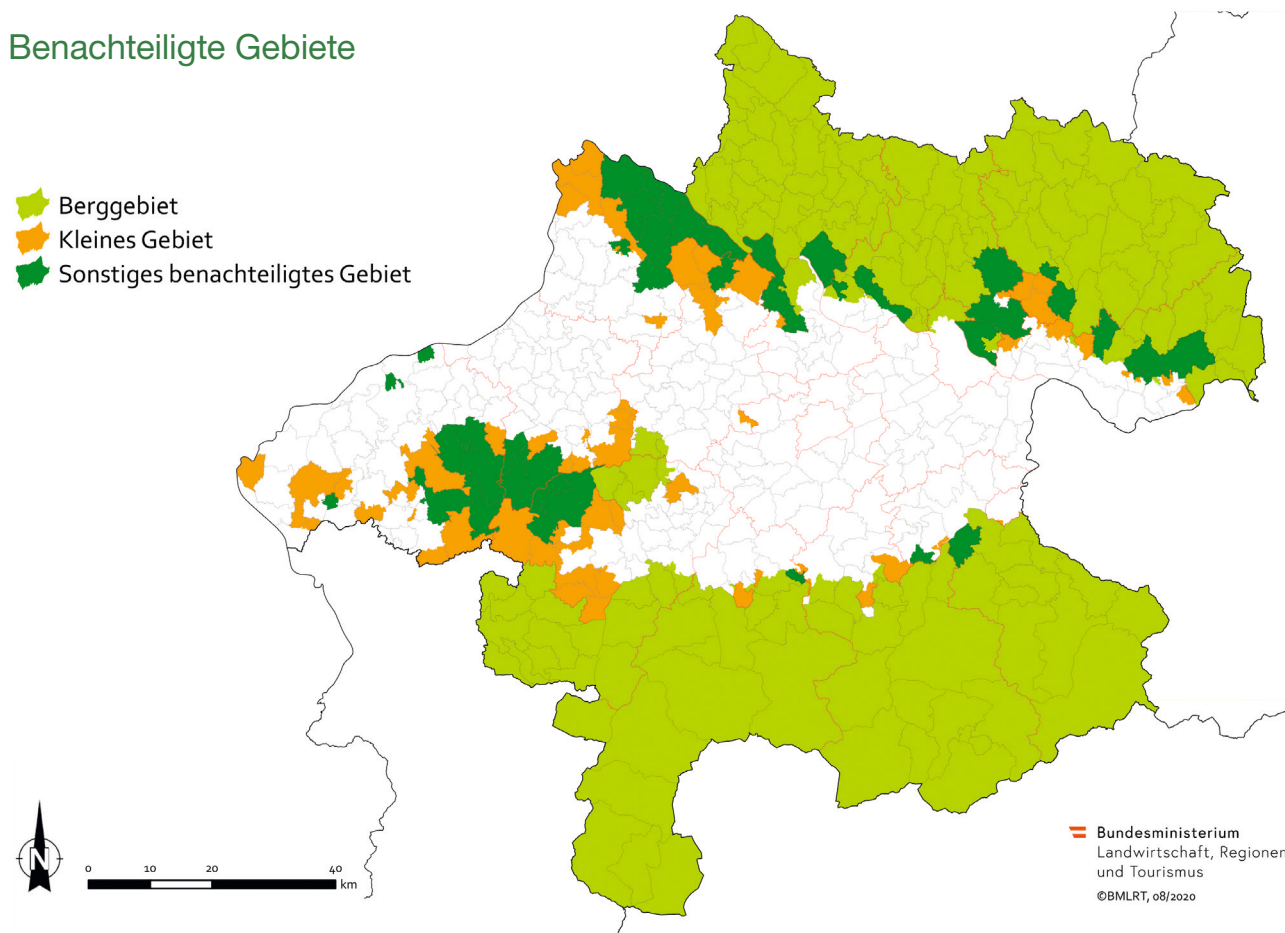 Benachteiligte Gebiete
Berggebiet
Kleines Gebiet
Sonstiges benachteiligtes Gebiet
N
0 10 20 40
km
Bundesministerium
Landwirtschaft, Regionen
und Tourismus
©BMLRT, 08/2020